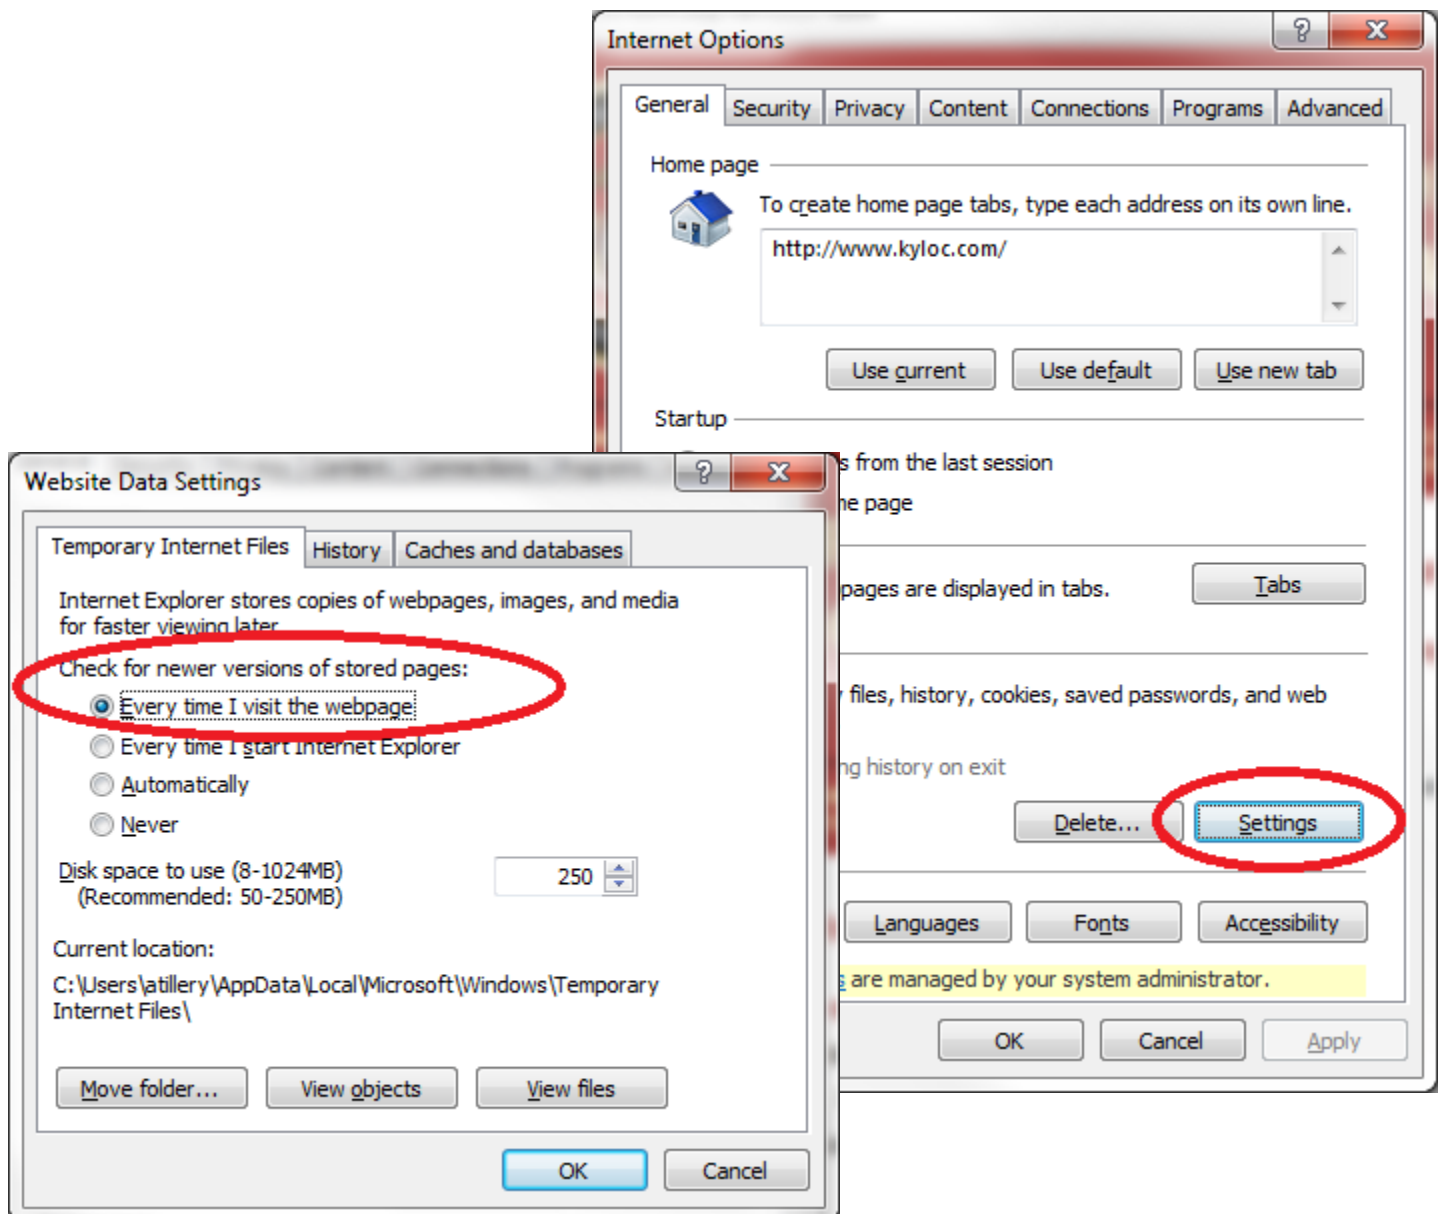 Internet Options
?
General Security Privacy Content Connections Programs Advanced
Home page
To create home page tabs, type each address on its own line.
http://www.kyloc.com/
Use current Use default Use new tab
Startup
from the last session
page
pages are displayed in tabs.
Tabs
files, history, cookies, saved passwords, and web
history on exit
Delete... Settings
Languages Fonts Accessibility
are managed by your system administrator.
OK Cancel Apply
Website Data Settings
?
Temporary Internet Files History Caches and databases
Internet Explorer stores copies of webpages, images, and media
for faster viewing later
Check for newer versions of stored pages:
Every time I visit the webpage
Every time I start Internet Explorer
Automatically
Never
Disk space to use (8-1024MB)
250
(Recommended: 50-250MB)
Current location:
C:\Users\atillery\AppData\Local\Microsoft\Windows\Temporary
Internet Files\
Move folder... View objects View files
OK Cancel